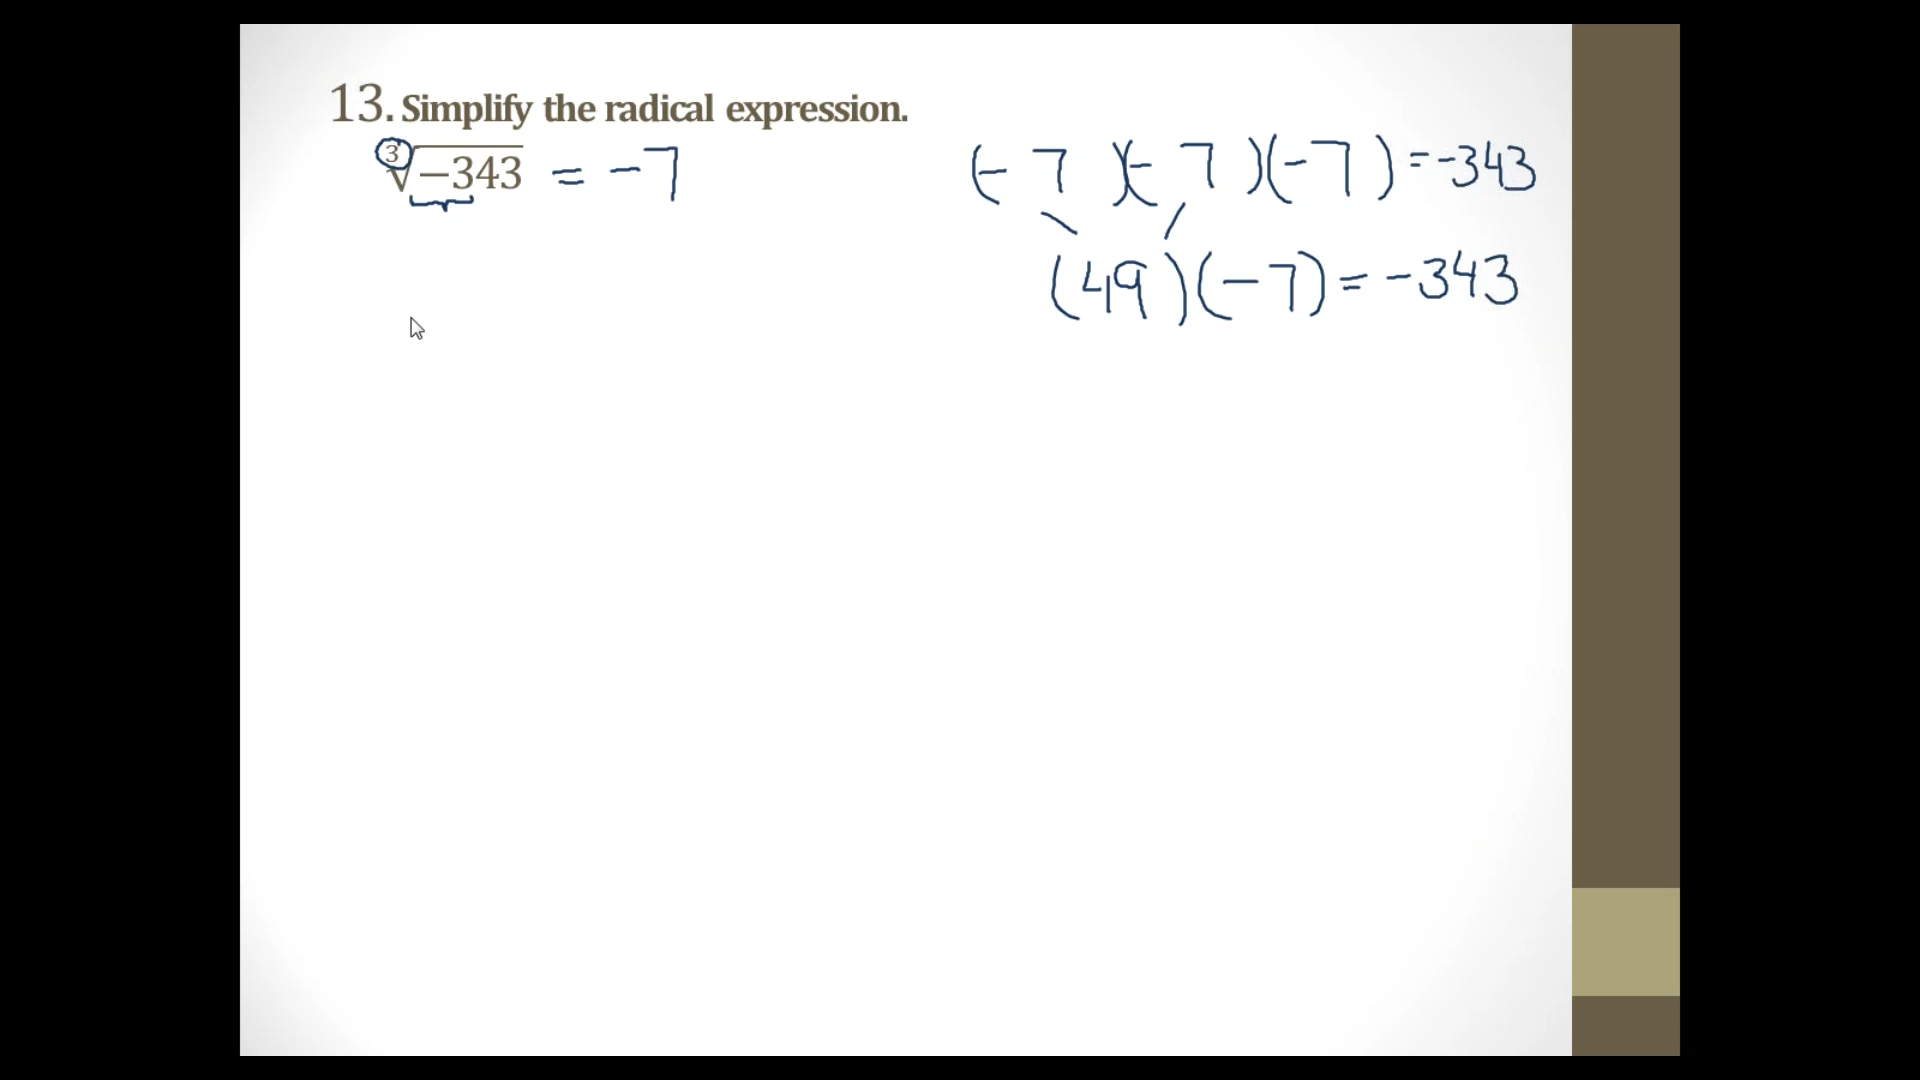 13. Simplify the radical expression.
∛−343 = −7
(−7)(−7)(−7) = −343
(49)(−7) = −343